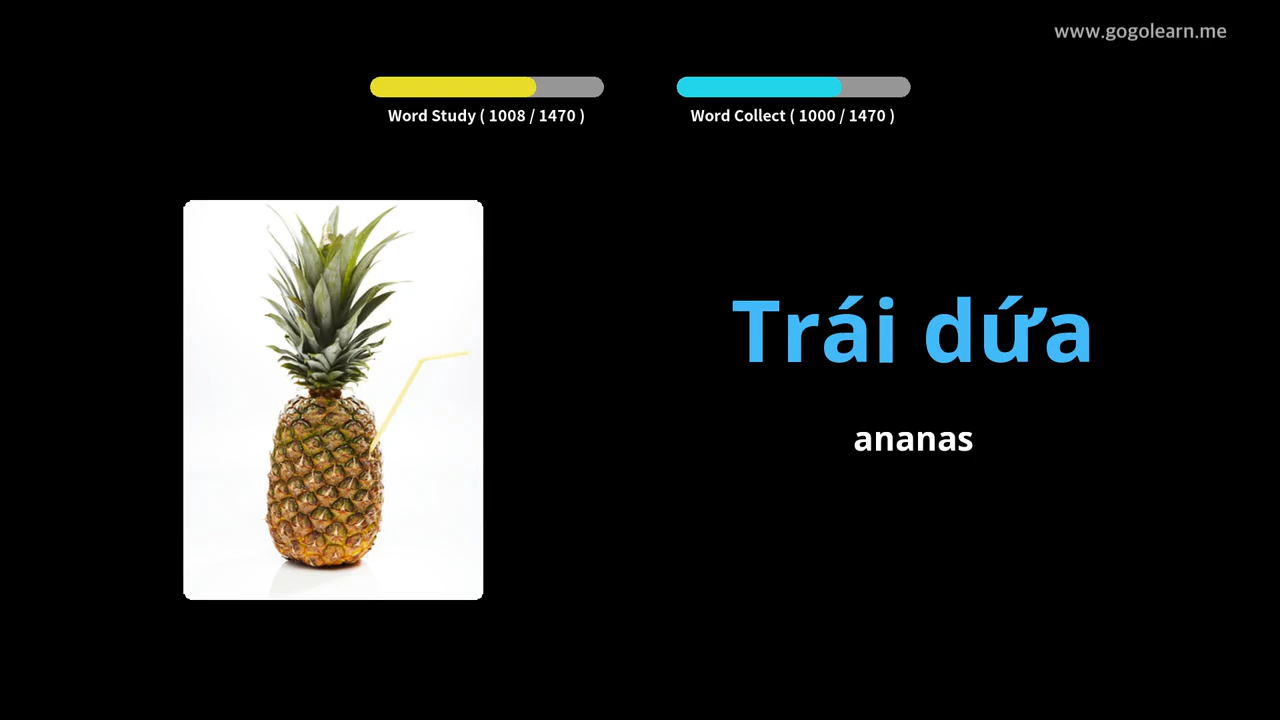 www.gogolearn.me
Word Study ( 1008 / 1470 )
Word Collect ( 1000 / 1470 )
Trái dứa
ananas